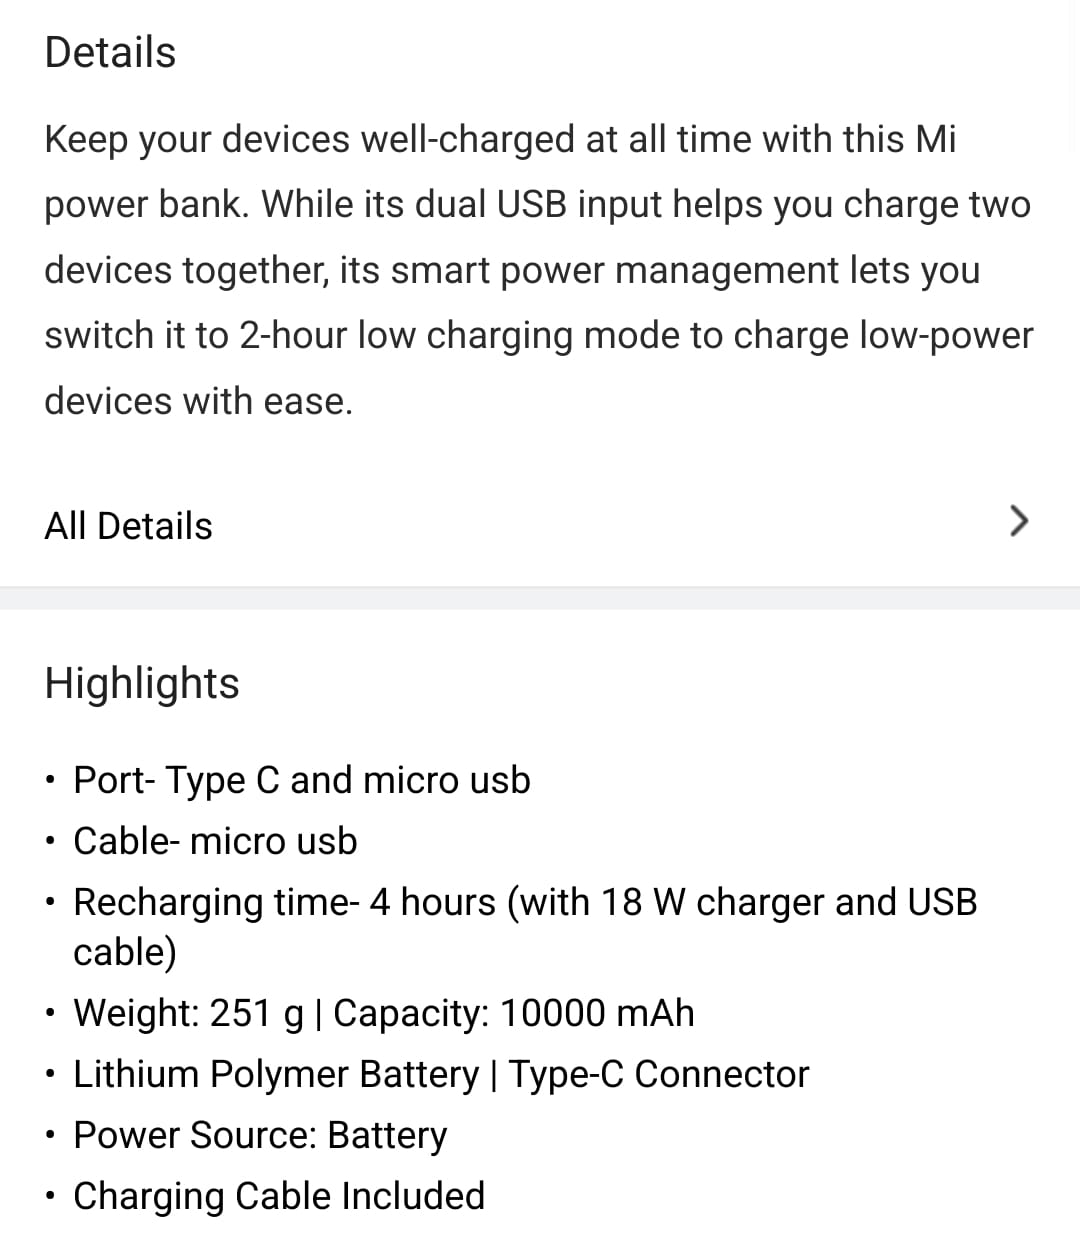 Details
Keep your devices well-charged at all time with this Mi
power bank. While its dual USB input helps you charge two
devices together, its smart power management lets you
switch it to 2-hour low charging mode to charge low-power
devices with ease.
All Details
Highlights
• Port- Type C and micro usb
• Cable- micro usb
• Recharging time- 4 hours (with 18 W charger and USB
cable)
• Weight: 251 g | Capacity: 10000 mAh
• Lithium Polymer Battery | Type-C Connector
• Power Source: Battery
• Charging Cable Included